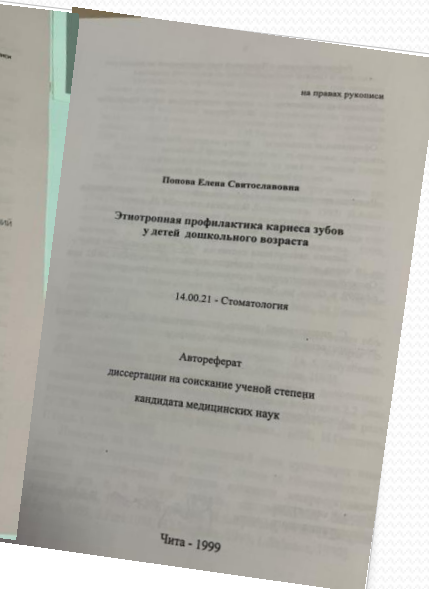 на правах рукописи
Попова Елена Святославовна
Этиотропная профилактика кариеса зубов
у детей дошкольного возраста
14.00.21 - Стоматология
Автореферат
диссертации на соискание ученой степени
кандидата медицинских наук
Чита - 1999